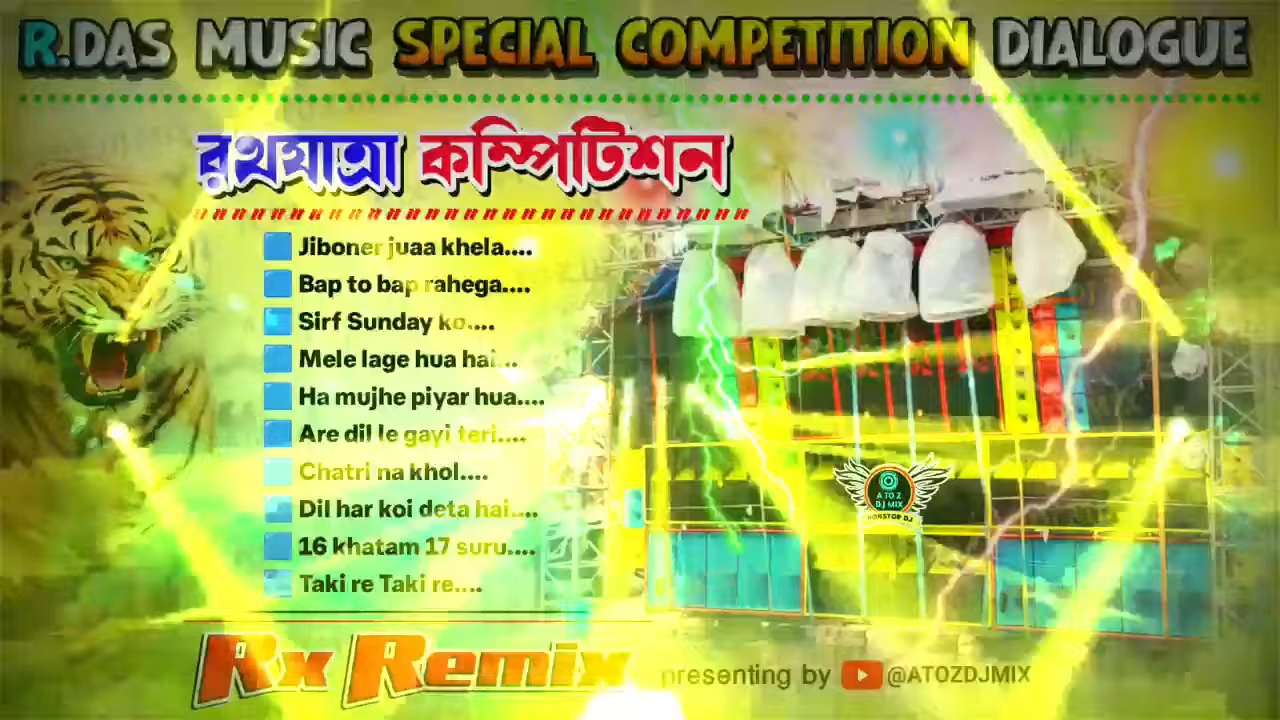 R.DAS MUSIC SPECIAL COMPETITION DIALOGUE
রথযাত্রা কম্পিটিশন
Jiboner juaa khela....
Bap to bap rahega....
Sirf Sunday ko....
Mele lage hua hai...
Ha mujhe piyar hua....
Are dil le gayi teri....
Chatri na khol....
Dil har koi deta hai....
16 khatam 17 suru....
Taki re Taki re....
A TO Z
DJ MIX
NONSTOP DJ
Rx Remix
presenting by @ATOZDJMIX